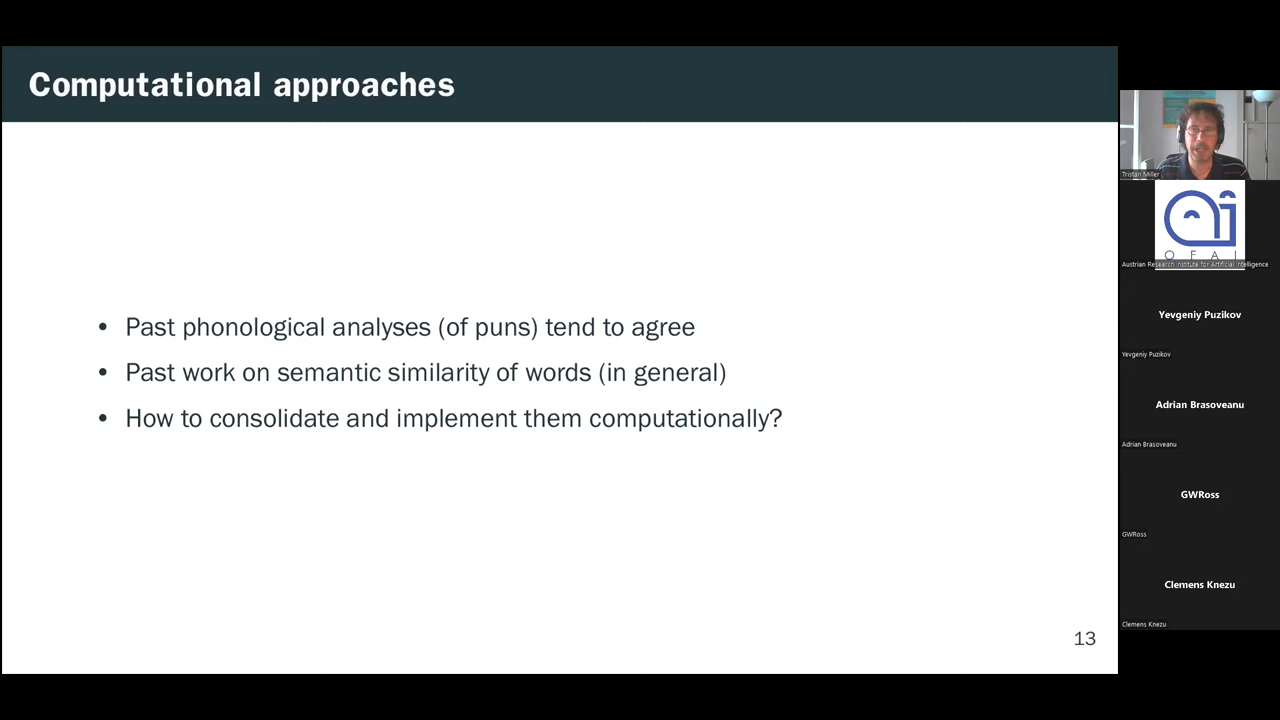 Computational approaches
• Past phonological analyses (of puns) tend to agree
• Past work on semantic similarity of words (in general)
• How to consolidate and implement them computationally?
13
Tristan Miller
OFAI
Austrian Research Institute for Artificial Intelligence
Yevgeniy Puzikov
Yevgeniy Puzikov
Adrian Brasoveanu
Adrian Brasoveanu
GWRoss
GWRoss
Clemens Knezu
Clemens Knezu